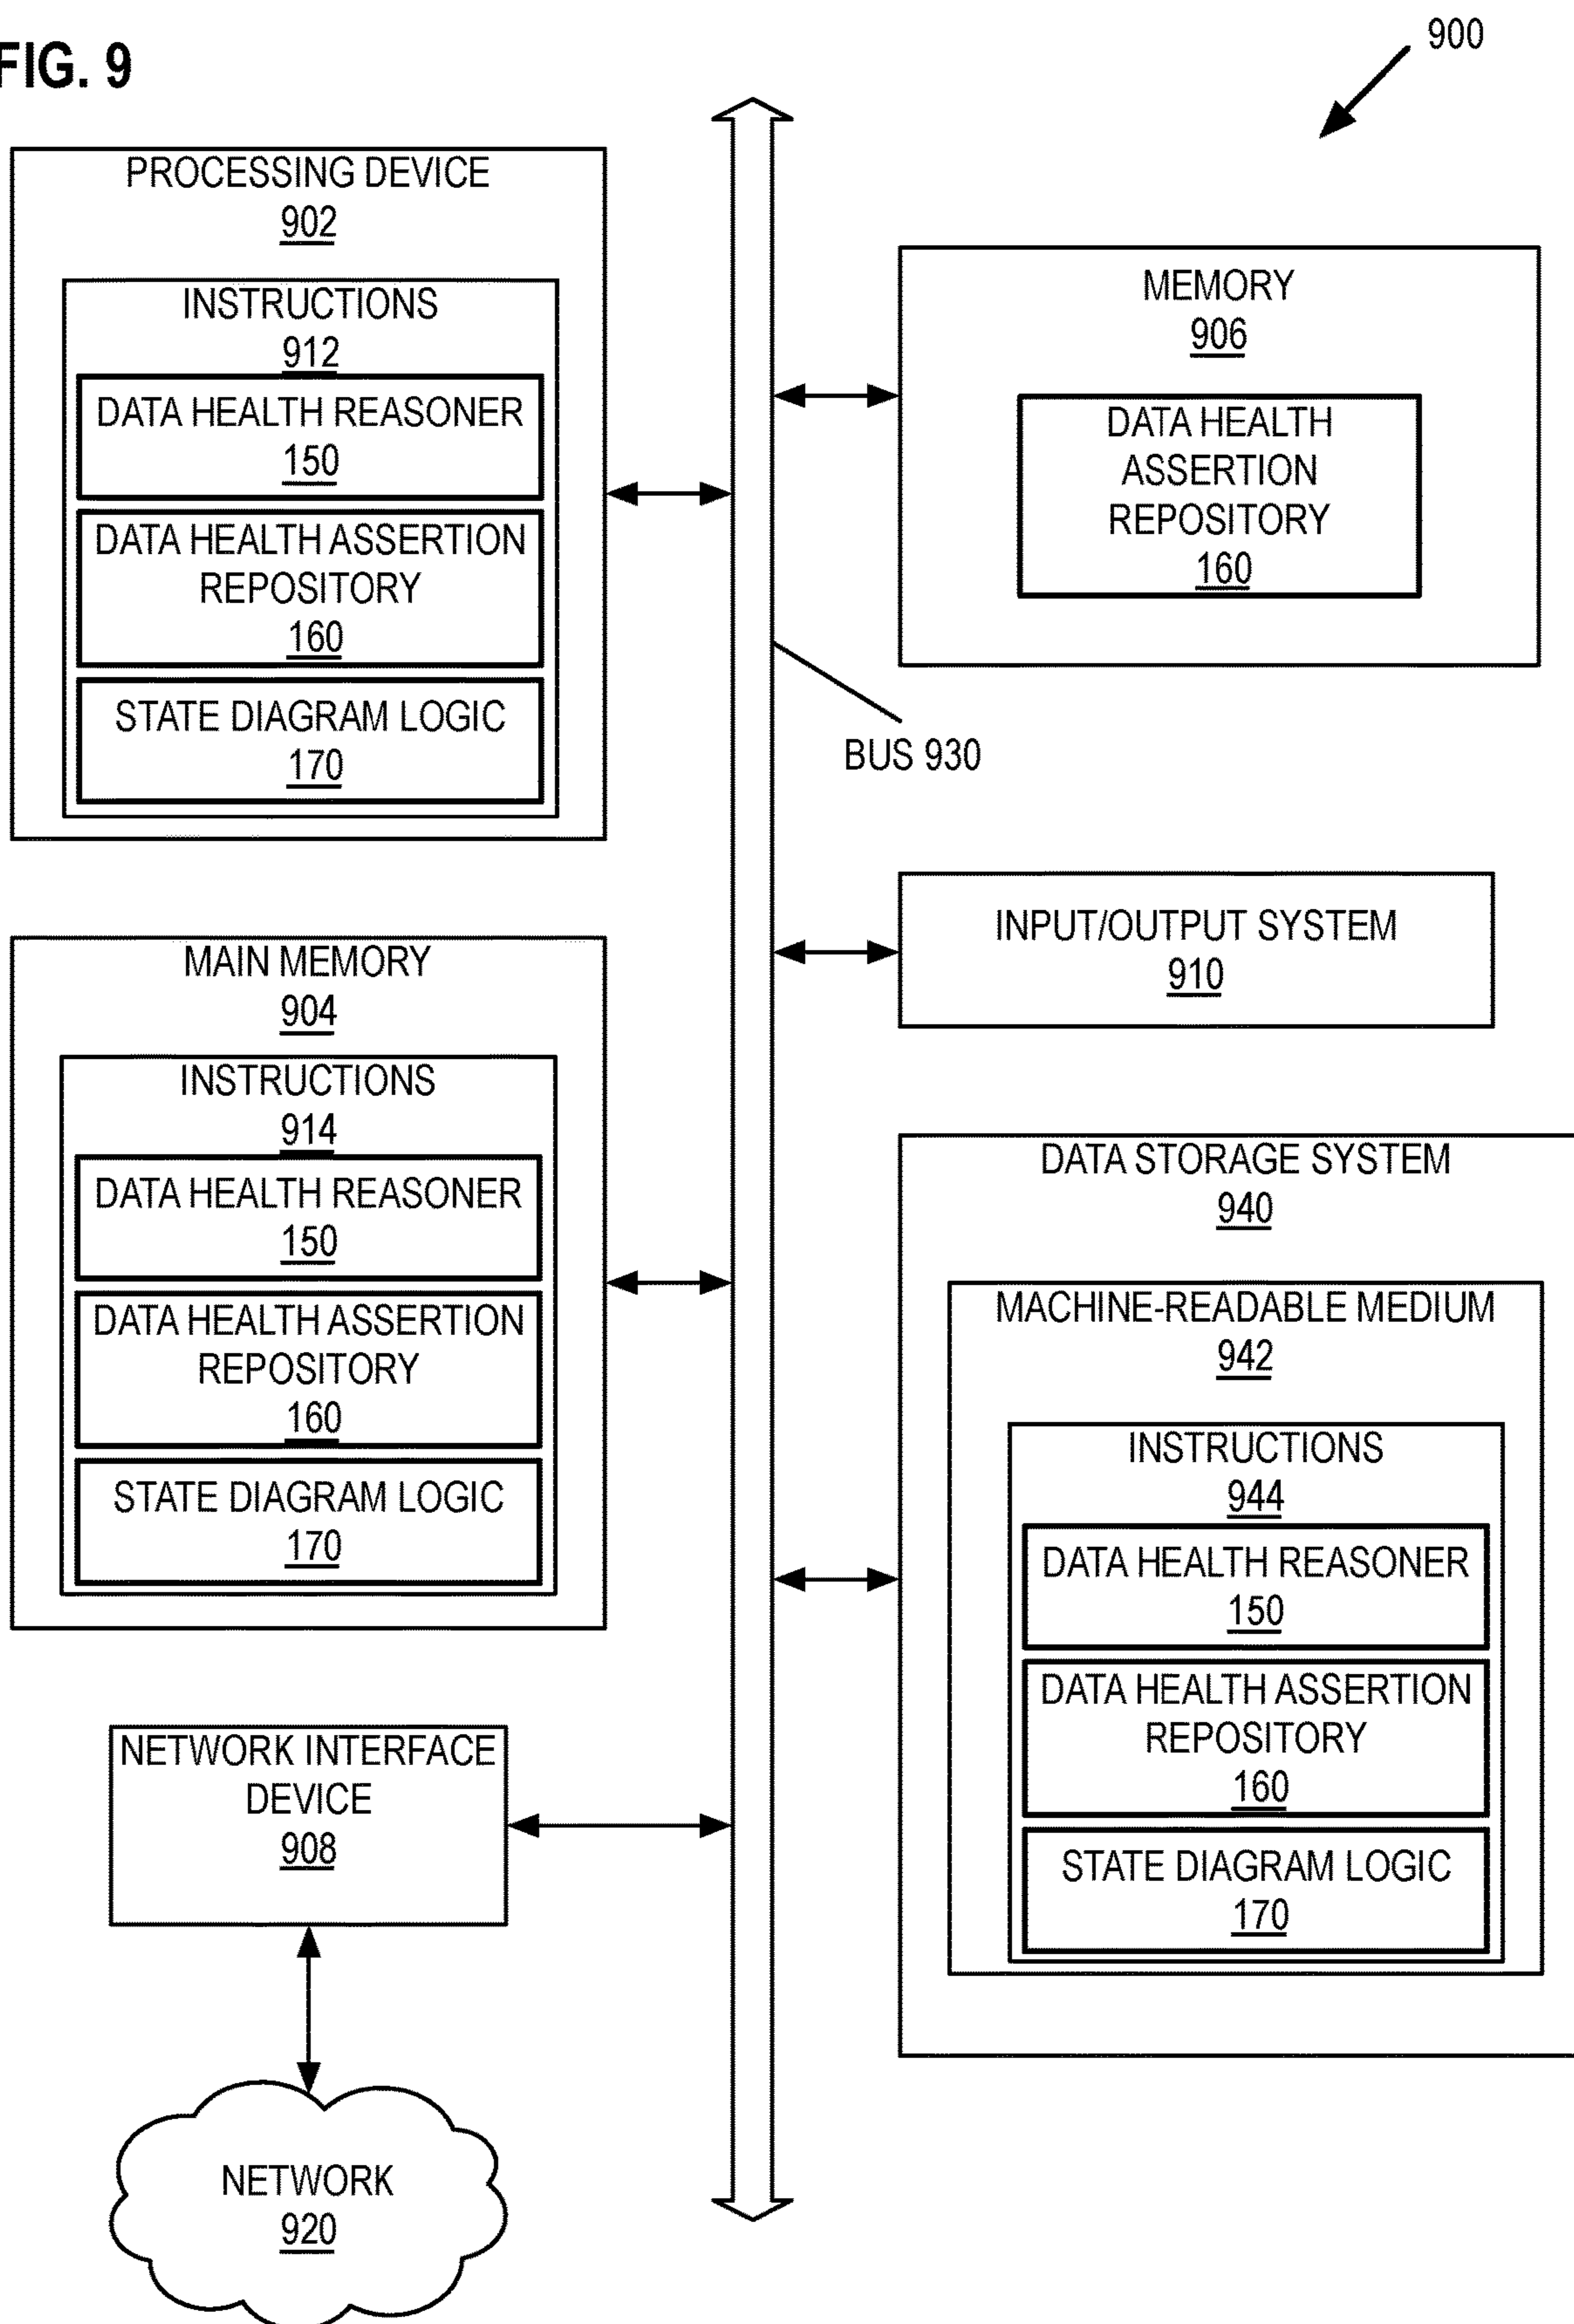 FIG. 9
900
PROCESSING DEVICE
902
INSTRUCTIONS
912
DATA HEALTH REASONER
150
DATA HEALTH ASSERTION
REPOSITORY
160
STATE DIAGRAM LOGIC
170
MEMORY
906
DATA HEALTH
ASSERTION
REPOSITORY
160
BUS 930
INPUT/OUTPUT SYSTEM
910
MAIN MEMORY
904
INSTRUCTIONS
914
DATA HEALTH REASONER
150
DATA HEALTH ASSERTION
REPOSITORY
160
STATE DIAGRAM LOGIC
170
DATA STORAGE SYSTEM
940
MACHINE-READABLE MEDIUM
942
INSTRUCTIONS
944
DATA HEALTH REASONER
150
DATA HEALTH ASSERTION
REPOSITORY
160
STATE DIAGRAM LOGIC
170
NETWORK INTERFACE
DEVICE
908
NETWORK
920